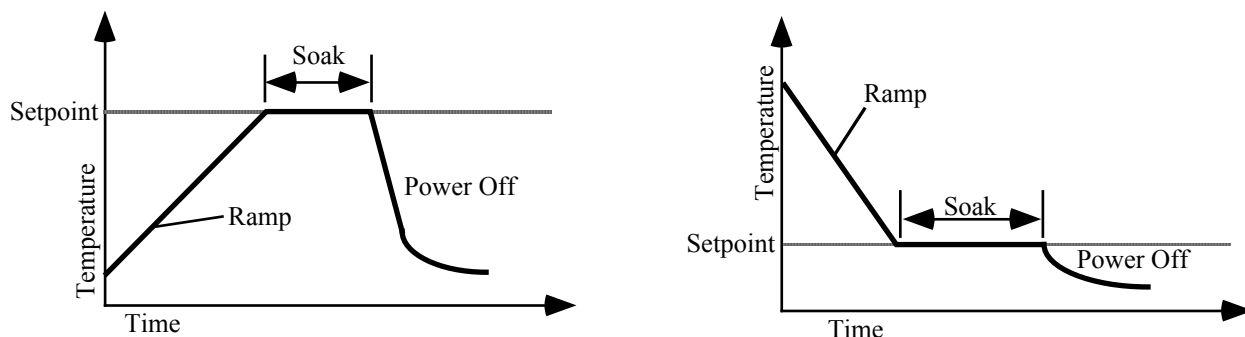 Soak
Setpoint
Temperature
Ramp
Power Off
Time
Temperature
Ramp
Soak
Setpoint
Power Off
Time